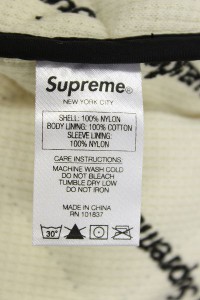 Supreme®
NEW YORK CITY
SHELL: 100% NYLON
BODY LINING: 100% COTTON
SLEEVE LINING:
100% NYLON
CARE INSTRUCTIONS:
MACHINE WASH COLD
DO NOT BLEACH
TUMBLE DRY LOW
DO NOT IRON
MADE IN CHINA
RN 101837
30°
Supreme